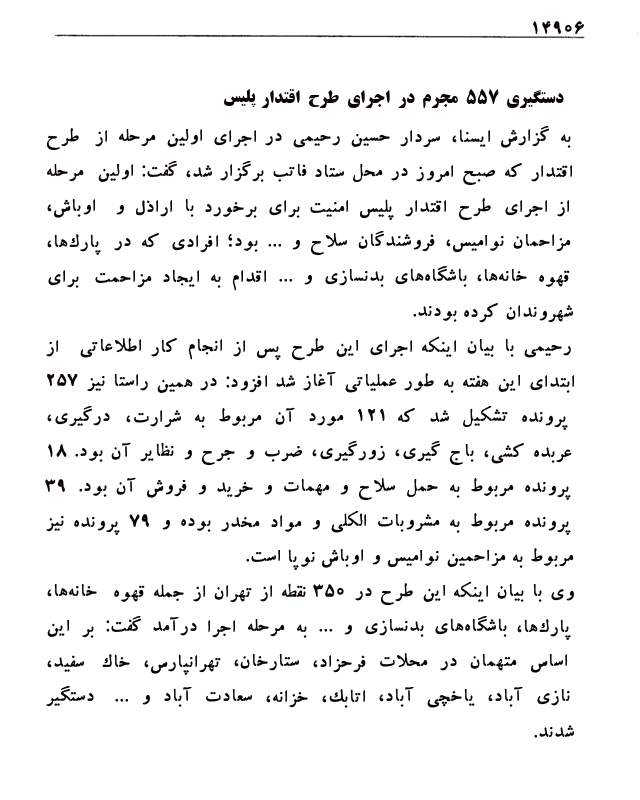 ۱۴۹۰۶
دستگیری ۵۵۷ مجرم در اجرای طرح اقتدار پلیس
به گزارش ایسنا، سردار حسین رحیمی در اجرای اولین مرحله از طرح
اقتدار که صبح امروز در محل ستاد فاتب برگزار شد، گفت: اولین مرحله
از اجرای طرح اقتدار پلیس امنیت برای برخورد با اراذل و اوباش،
مزاحمان نوامیس، فروشندگان سلاح و ... بود؛ افرادی که در پارك‌ها،
قهوه خانه‌ها، باشگاه‌های بدنسازی و ... اقدام به ایجاد مزاحمت برای
شهروندان کرده بودند.
رحیمی با بیان اینکه اجرای این طرح پس از انجام کار اطلاعاتی از
ابتدای این هفته به طور عملیاتی آغاز شد افزود: در همین راستا نیز ۲۵۷
پرونده تشکیل شد که ۱۲۱ مورد آن مربوط به شرارت، درگیری،
عربده کشی، باج گیری، زورگیری، ضرب و جرح و نظایر آن بود. ۱۸
پرونده مربوط به حمل سلاح و مهمات و خرید و فروش آن بود. ۳۹
پرونده مربوط به مشروبات الکلی و مواد مخدر بوده و ۷۹ پرونده نیز
مربوط به مزاحمین نوامیس و اوباش نوپا است.
وی با بیان اینکه این طرح در ۳۵۰ نقطه از تهران از جمله قهوه خانه‌ها،
پارك‌ها، باشگاه‌های بدنسازی و ... به مرحله اجرا درآمد گفت: بر این
اساس متهمان در محلات فرحزاد، ستارخان، تهرانپارس، خاك سفید،
نازی آباد، یاخچی آباد، اتابك، خزانه، سعادت آباد و ... دستگیر
شدند.